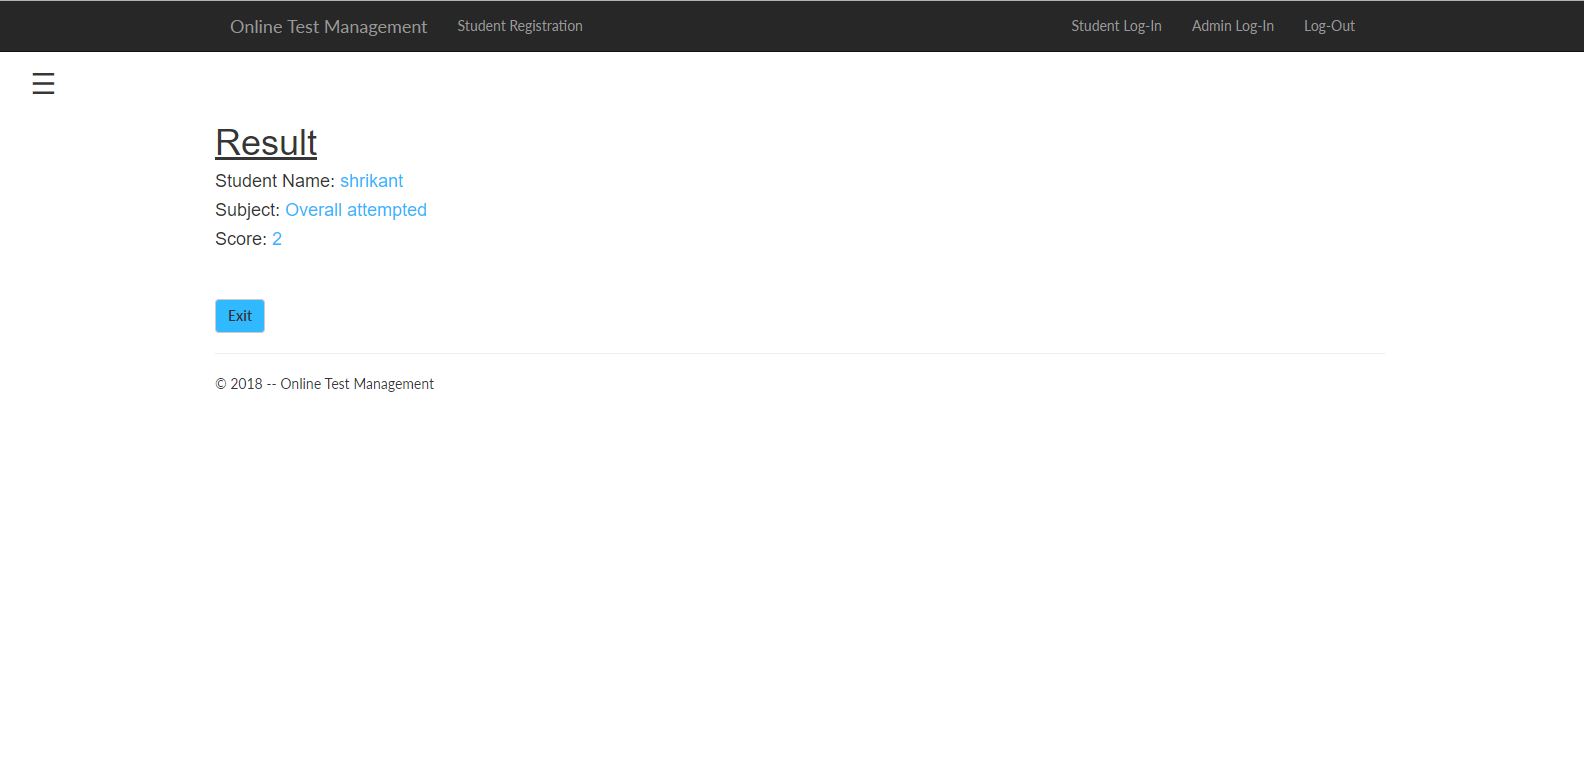 Online Test Management Student Registration Student Log-In Admin Log-In Log-Out
Result
Student Name: shrikant
Subject: Overall attempted
Score: 2
Exit
© 2018 -- Online Test Management